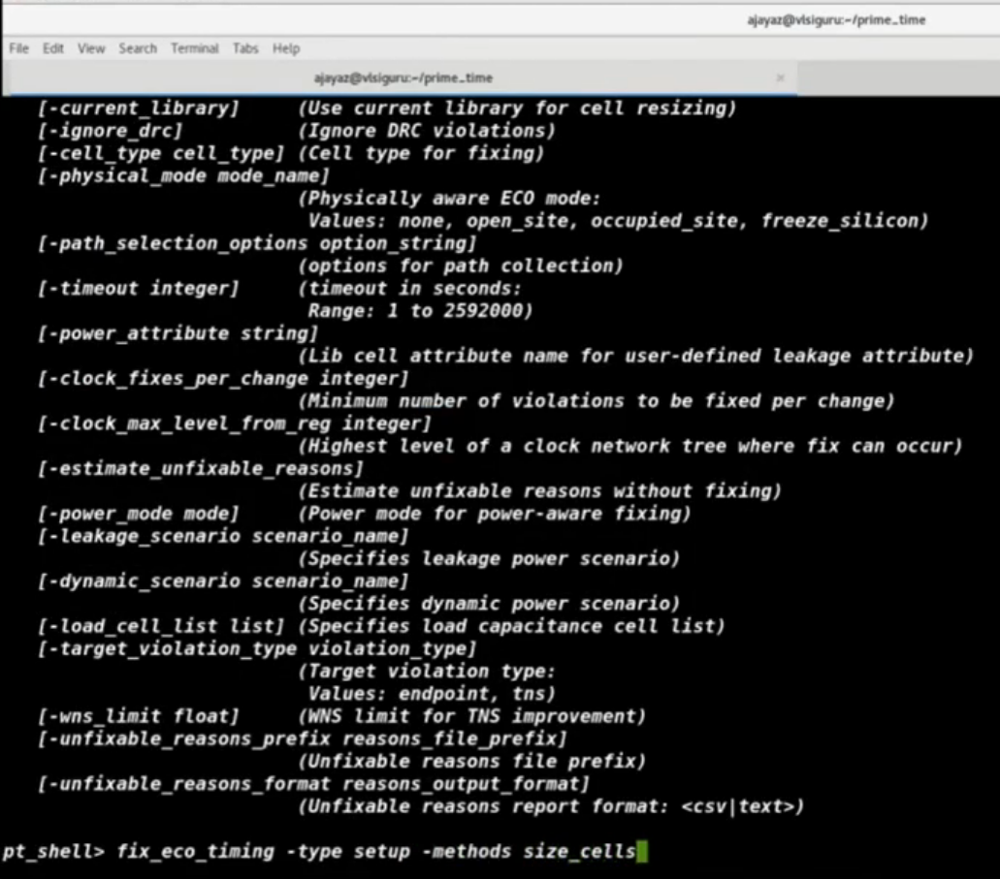 ajayaz@vlsiguru:~/prime_time
File Edit View Search Terminal Tabs Help
ajayaz@vlsiguru:~/prime_time ×
[-current_library] (Use current library for cell resizing)
[-ignore_drc] (Ignore DRC violations)
[-cell_type cell_type] (Cell type for fixing)
[-physical_mode mode_name]
(Physically aware ECO mode:
Values: none, open_site, occupied_site, freeze_silicon)
[-path_selection_options option_string]
(options for path collection)
[-timeout integer] (timeout in seconds:
Range: 1 to 2592000)
[-power_attribute string]
(Lib cell attribute name for user-defined leakage attribute)
[-clock_fixes_per_change integer]
(Minimum number of violations to be fixed per change)
[-clock_max_level_from_reg integer]
(Highest level of a clock network tree where fix can occur)
[-estimate_unfixable_reasons]
(Estimate unfixable reasons without fixing)
[-power_mode mode] (Power mode for power-aware fixing)
[-leakage_scenario scenario_name]
(Specifies leakage power scenario)
[-dynamic_scenario scenario_name]
(Specifies dynamic power scenario)
[-load_cell_list list] (Specifies load capacitance cell list)
[-target_violation_type violation_type]
(Target violation type:
Values: endpoint, tns)
[-wns_limit float] (WNS limit for TNS improvement)
[-unfixable_reasons_prefix reasons_file_prefix]
(Unfixable reasons file prefix)
[-unfixable_reasons_format reasons_output_format]
(Unfixable reasons report format: <csv|text>)
pt_shell> fix_eco_timing -type setup -methods size_cells